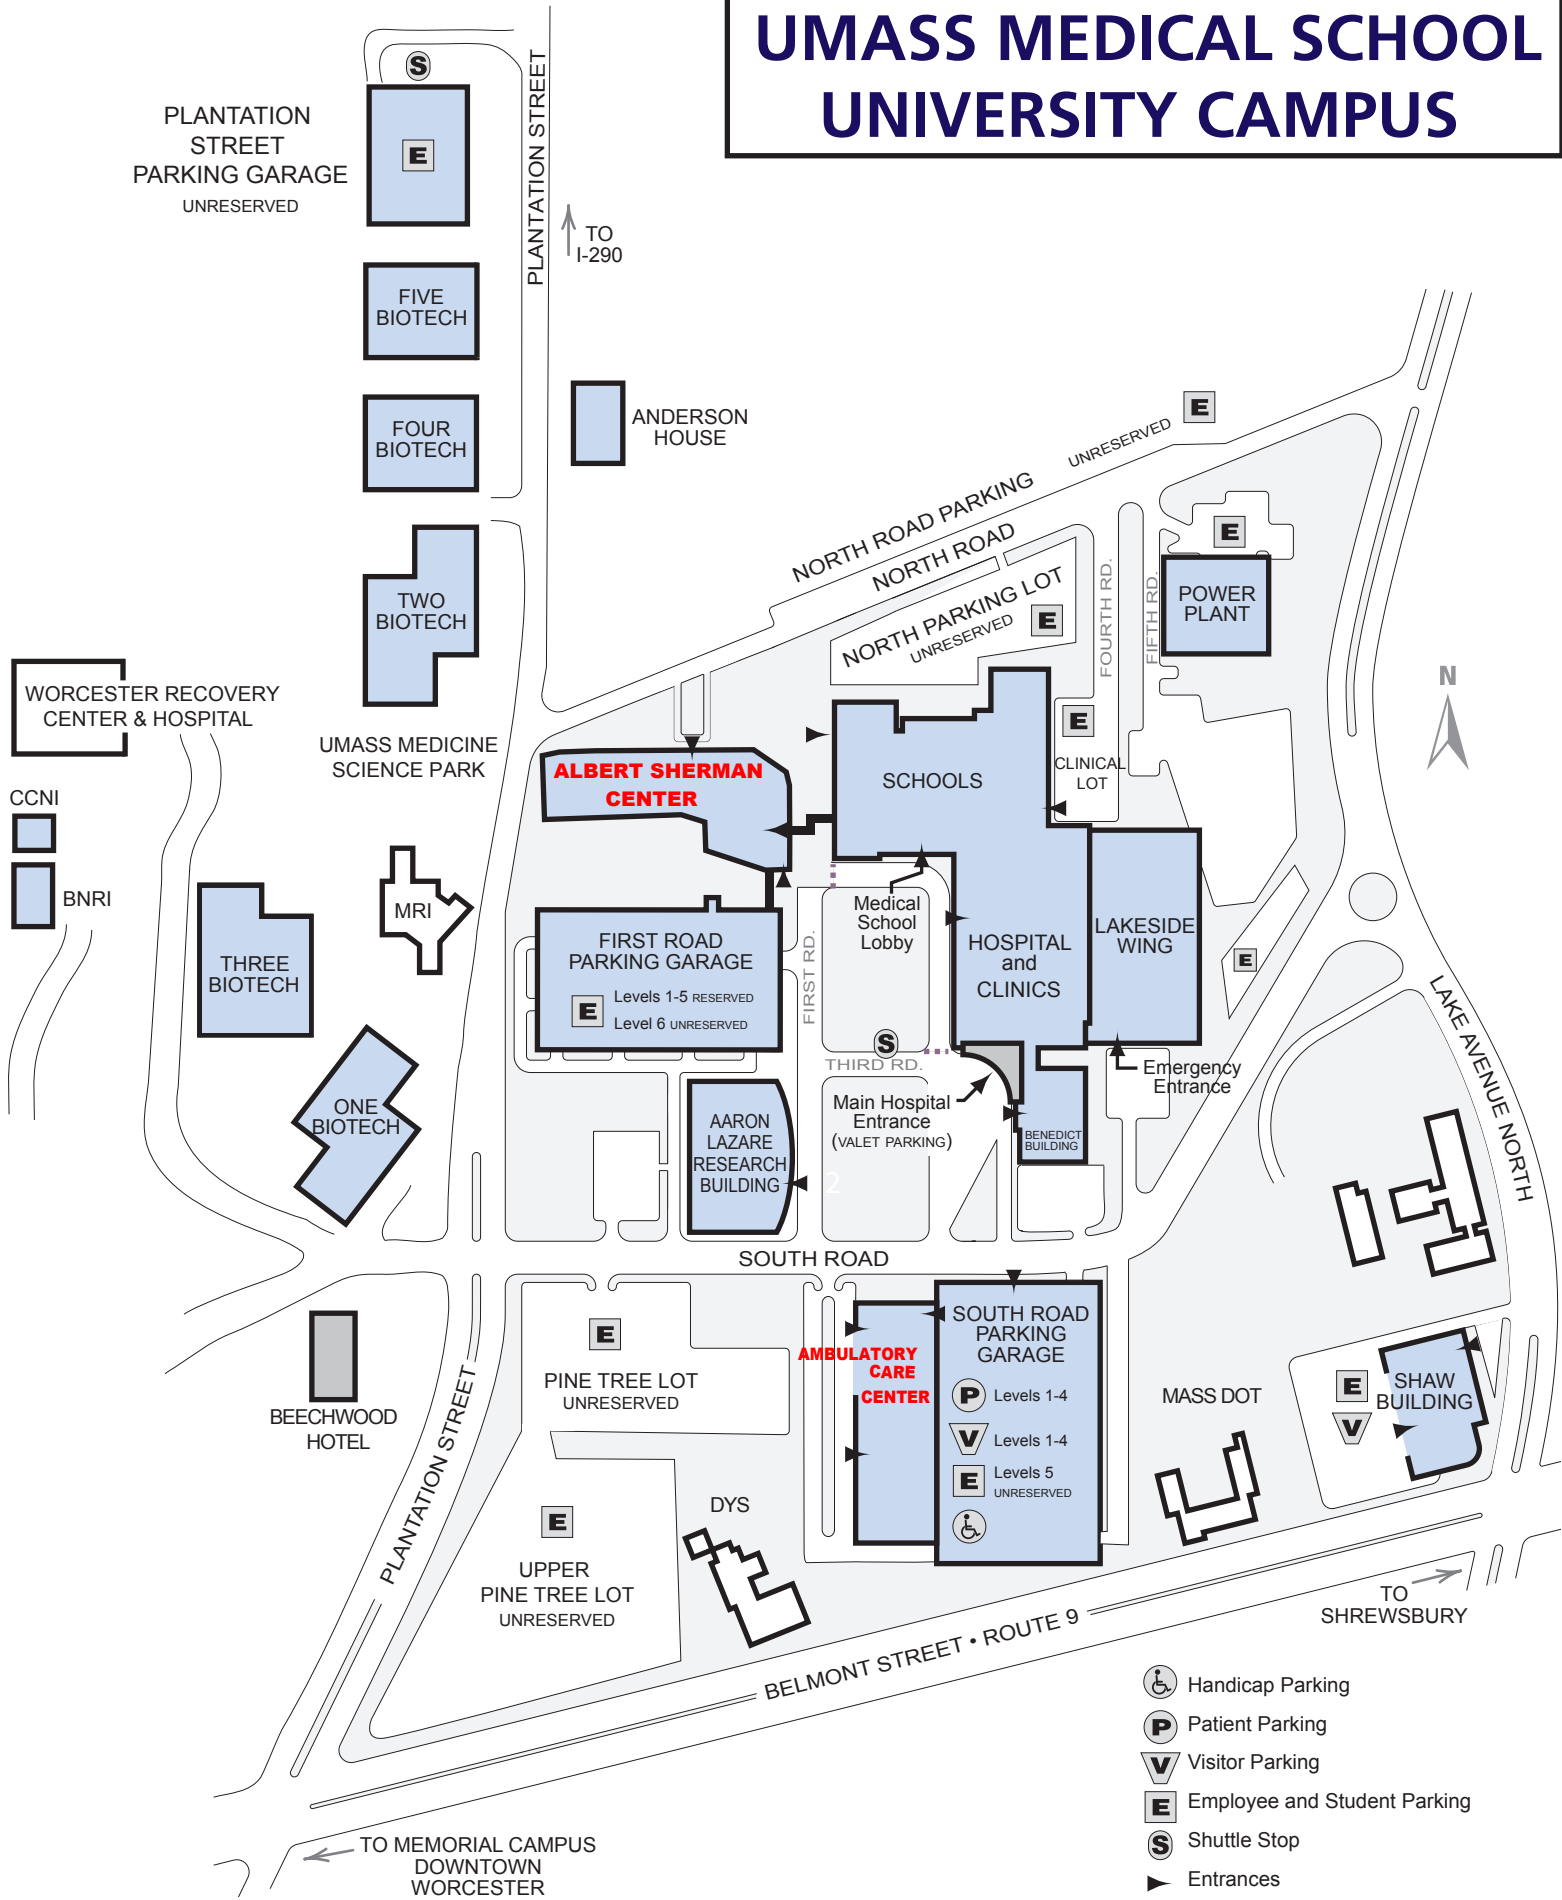 UMASS MEDICAL SCHOOL
UNIVERSITY CAMPUS
S
PLANTATION
STREET
PARKING GARAGE
UNRESERVED
E
PLANTATION STREET
TO
I-290
FIVE
BIOTECH
FOUR
BIOTECH
ANDERSON
HOUSE
E
UNRESERVED
NORTH ROAD PARKING
NORTH ROAD
NORTH PARKING LOT
UNRESERVED
E
FOURTH RD.
FIFTH RD.
E
POWER
PLANT
TWO
BIOTECH
N
WORCESTER RECOVERY
CENTER & HOSPITAL
UMASS MEDICINE
SCIENCE PARK
E
CLINICAL
LOT
ALBERT SHERMAN
CENTER
SCHOOLS
CCNI
BNRI
MRI
THREE
BIOTECH
FIRST ROAD
PARKING GARAGE
E
Levels 1-5 RESERVED
Level 6 UNRESERVED
FIRST RD.
Medical
School
Lobby
HOSPITAL
and
CLINICS
LAKESIDE
WING
E
LAKE AVENUE NORTH
S
THIRD RD.
Emergency
Entrance
Main Hospital
Entrance
(VALET PARKING)
BENEDICT
BUILDING
ONE
BIOTECH
AARON
LAZARE
RESEARCH
BUILDING
2
SOUTH ROAD
BEECHWOOD
HOTEL
PLANTATION STREET
E
PINE TREE LOT
UNRESERVED
AMBULATORY
CARE
CENTER
SOUTH ROAD
PARKING
GARAGE
P
Levels 1-4
V
Levels 1-4
E
Levels 5
UNRESERVED
MASS DOT
E
V
SHAW
BUILDING
E
UPPER
PINE TREE LOT
UNRESERVED
DYS
BELMONT STREET • ROUTE 9
TO
SHREWSBURY
Handicap Parking
P
Patient Parking
V
Visitor Parking
E
Employee and Student Parking
S
Shuttle Stop
Entrances
TO MEMORIAL CAMPUS
DOWNTOWN
WORCESTER